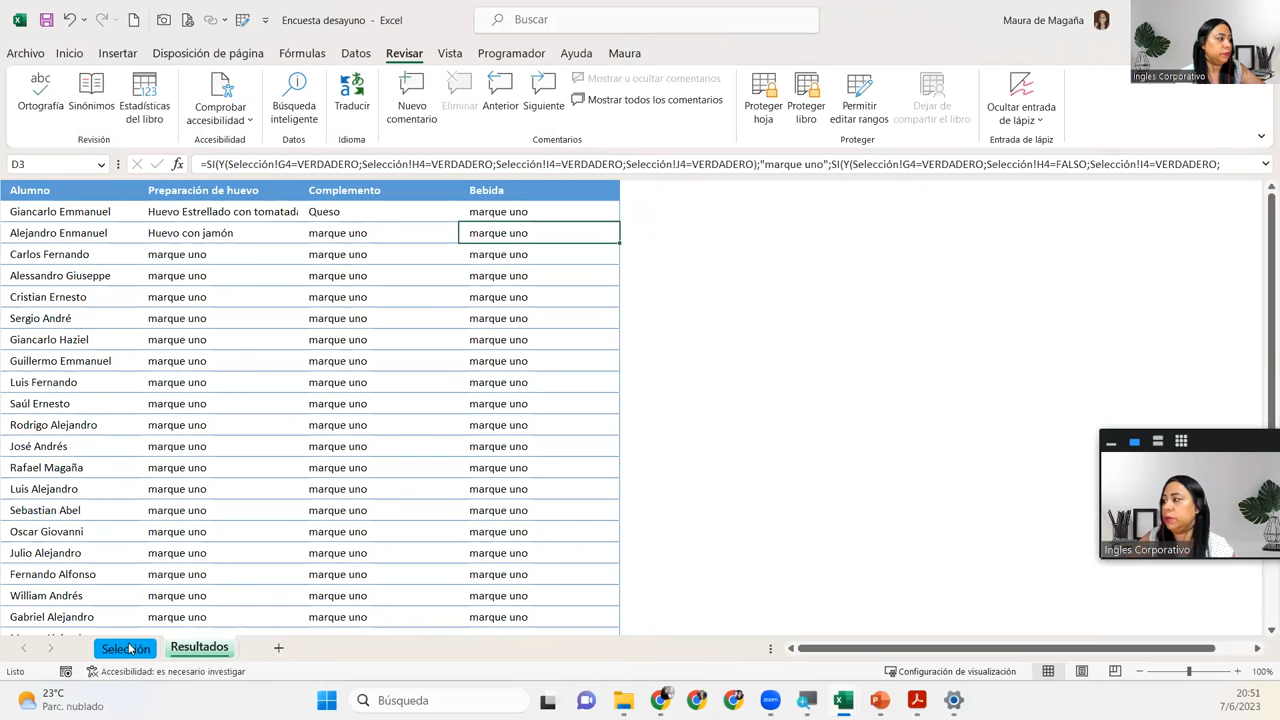 Encuesta desayuno - Excel
Buscar
Maura de Magaña
Archivo Inicio Insertar Disposición de página Fórmulas Datos Revisar Vista Programador Ayuda Maura
abc
Ortografía Sinónimos Estadísticas del libro
Revisión
Comprobar accesibilidad
Accesibilidad
Búsqueda inteligente
Datos
Traducir
Idioma
Nuevo comentario Eliminar Anterior Siguiente
Mostrar u ocultar comentarios
Mostrar todos los comentarios
Comentarios
Proteger hoja Proteger libro Permitir editar rangos Dejar de compartir el libro
Proteger
Ocultar entrada de lápiz
Entrada de lápiz
Ingles Corporativo
D3 fx =SI(Y(Selección!G4=VERDADERO;Selección!H4=VERDADERO;Selección!I4=VERDADERO;Selección!J4=VERDADERO);"marque uno";SI(Y(Selección!G4=VERDADERO;Selección!H4=FALSO;Selección!I4=VERDADERO;
Alumno Preparación de huevo Complemento Bebida
Giancarlo Emmanuel Huevo Estrellado con tomatada Queso marque uno
Alejandro Enmanuel Huevo con jamón marque uno marque uno
Carlos Fernando marque uno marque uno marque uno
Alessandro Giuseppe marque uno marque uno marque uno
Cristian Ernesto marque uno marque uno marque uno
Sergio André marque uno marque uno marque uno
Giancarlo Haziel marque uno marque uno marque uno
Guillermo Emmanuel marque uno marque uno marque uno
Luis Fernando marque uno marque uno marque uno
Saúl Ernesto marque uno marque uno marque uno
Rodrigo Alejandro marque uno marque uno marque uno
José Andrés marque uno marque uno marque uno
Rafael Magaña marque uno marque uno marque uno
Luis Alejandro marque uno marque uno marque uno
Sebastian Abel marque uno marque uno marque uno
Oscar Giovanni marque uno marque uno marque uno
Julio Alejandro marque uno marque uno marque uno
Fernando Alfonso marque uno marque uno marque uno
William Andrés marque uno marque uno marque uno
Gabriel Alejandro marque uno marque uno marque uno
Ingles Corporativo
Selección Resultados
Listo Accesibilidad: es necesario investigar Configuración de visualización 100%
23°C
Parc. nublado
Búsqueda
20:51
7/6/2023